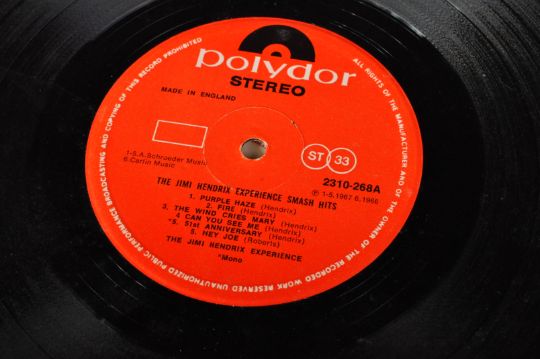 ALL RIGHTS OF THE MANUFACTURER AND OF THE OWNER OF THE RECORDED WORK RESERVED UNAUTHORIZED PUBLIC PERFORMANCE BROADCASTING AND COPYING OF THIS RECORD PROHIBITED
polydor
STEREO
MADE IN ENGLAND
1-5.A.Schroeder Music
6.Carlin Music
ST 33
2310-268A
℗ 1-5.1967 6.1966
THE JIMI HENDRIX EXPERIENCE SMASH HITS
1. PURPLE HAZE (Hendrix)
2. FIRE (Hendrix)
3. THE WIND CRIES MARY (Hendrix)
4 CAN YOU SEE ME (Hendrix)
*5. 51st ANNIVERSARY (Hendrix)
6. HEY JOE (Roberts)
THE JIMI HENDRIX EXPERIENCE
*Mono